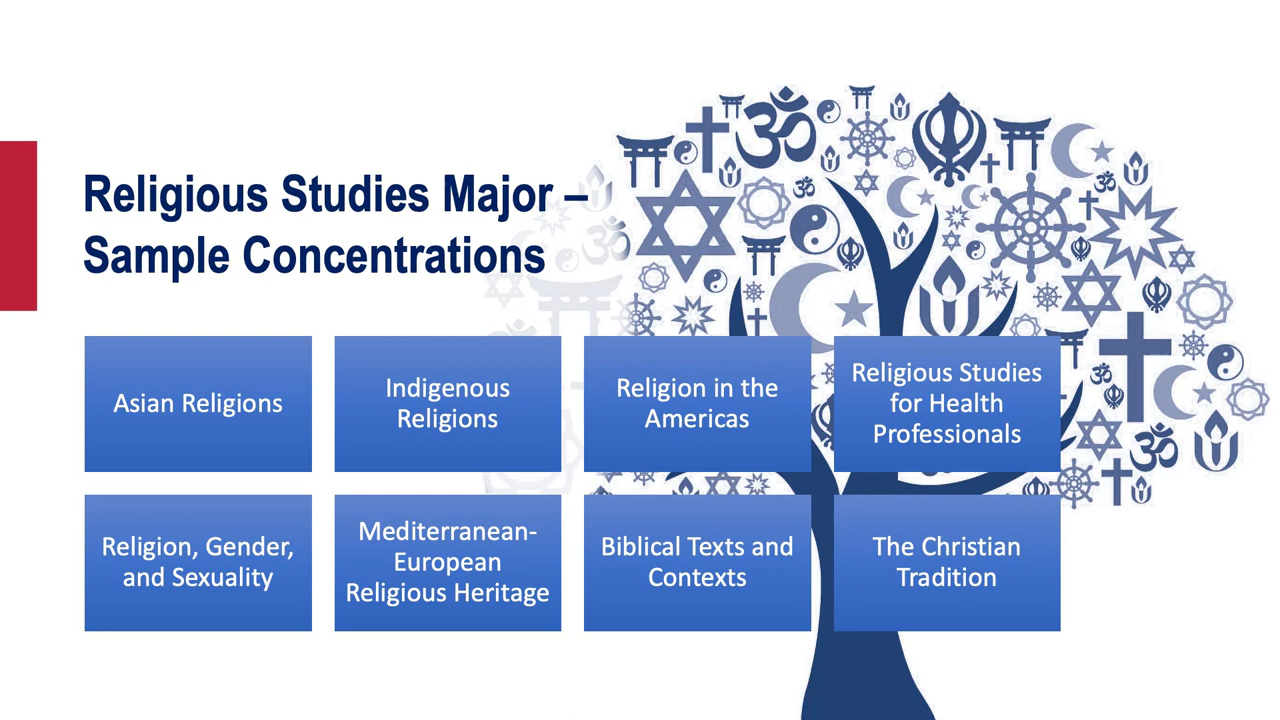 Religious Studies Major –
Sample Concentrations
Asian Religions
Indigenous
Religions
Religion in the
Americas
Religious Studies
for Health
Professionals
Religion, Gender,
and Sexuality
Mediterranean-
European
Religious Heritage
Biblical Texts and
Contexts
The Christian
Tradition